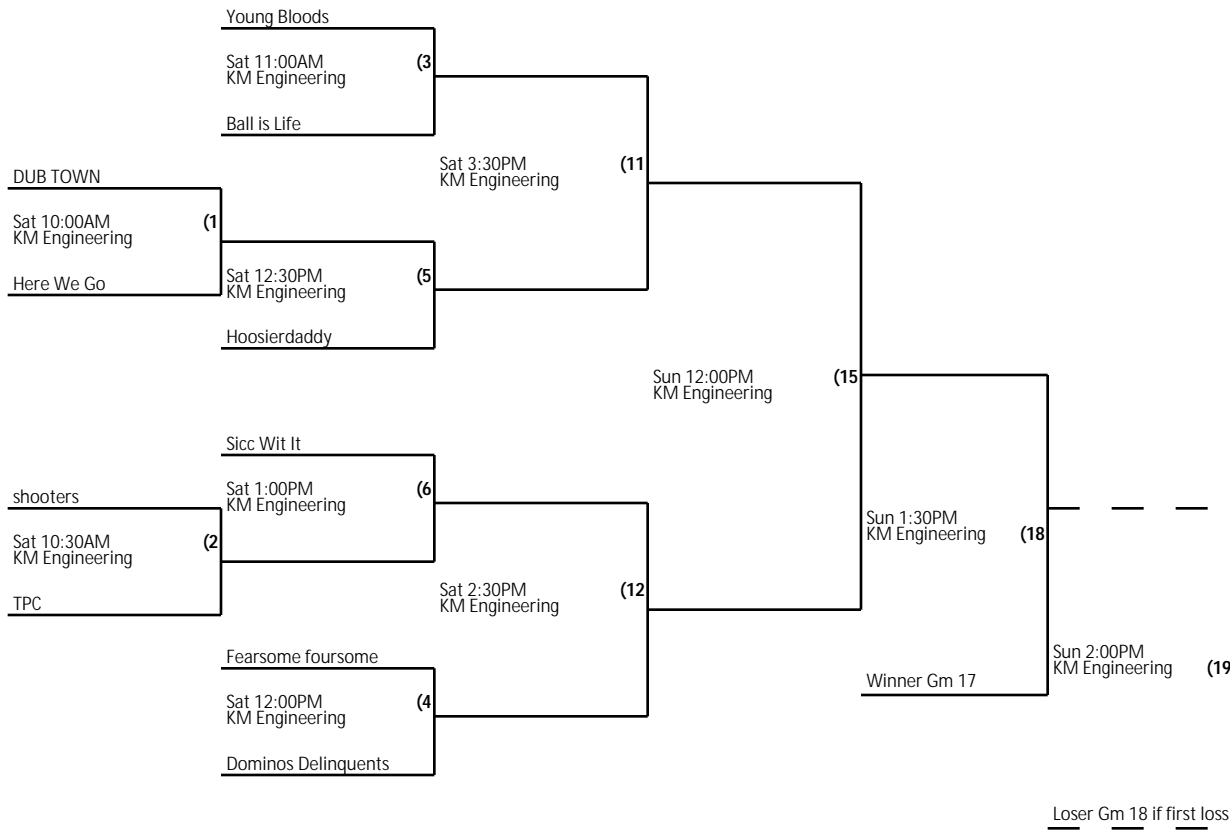 Young Bloods
Sat 11:00AM (3
KM Engineering
Ball is Life
DUB TOWN
Sat 10:00AM (1
KM Engineering
Here We Go
Sat 12:30PM (5
KM Engineering
Hoosierdaddy
Sat 3:30PM (11
KM Engineering
Sun 12:00PM (15
KM Engineering
Sicc Wit It
Sat 1:00PM (6
KM Engineering
shooters
Sat 10:30AM (2
KM Engineering
TPC
Sat 2:30PM (12
KM Engineering
Fearsome foursome
Sat 12:00PM (4
KM Engineering
Dominos Delinquents
Sun 1:30PM (18
KM Engineering
Winner Gm 17
Sun 2:00PM (19
KM Engineering
Loser Gm 18 if first loss